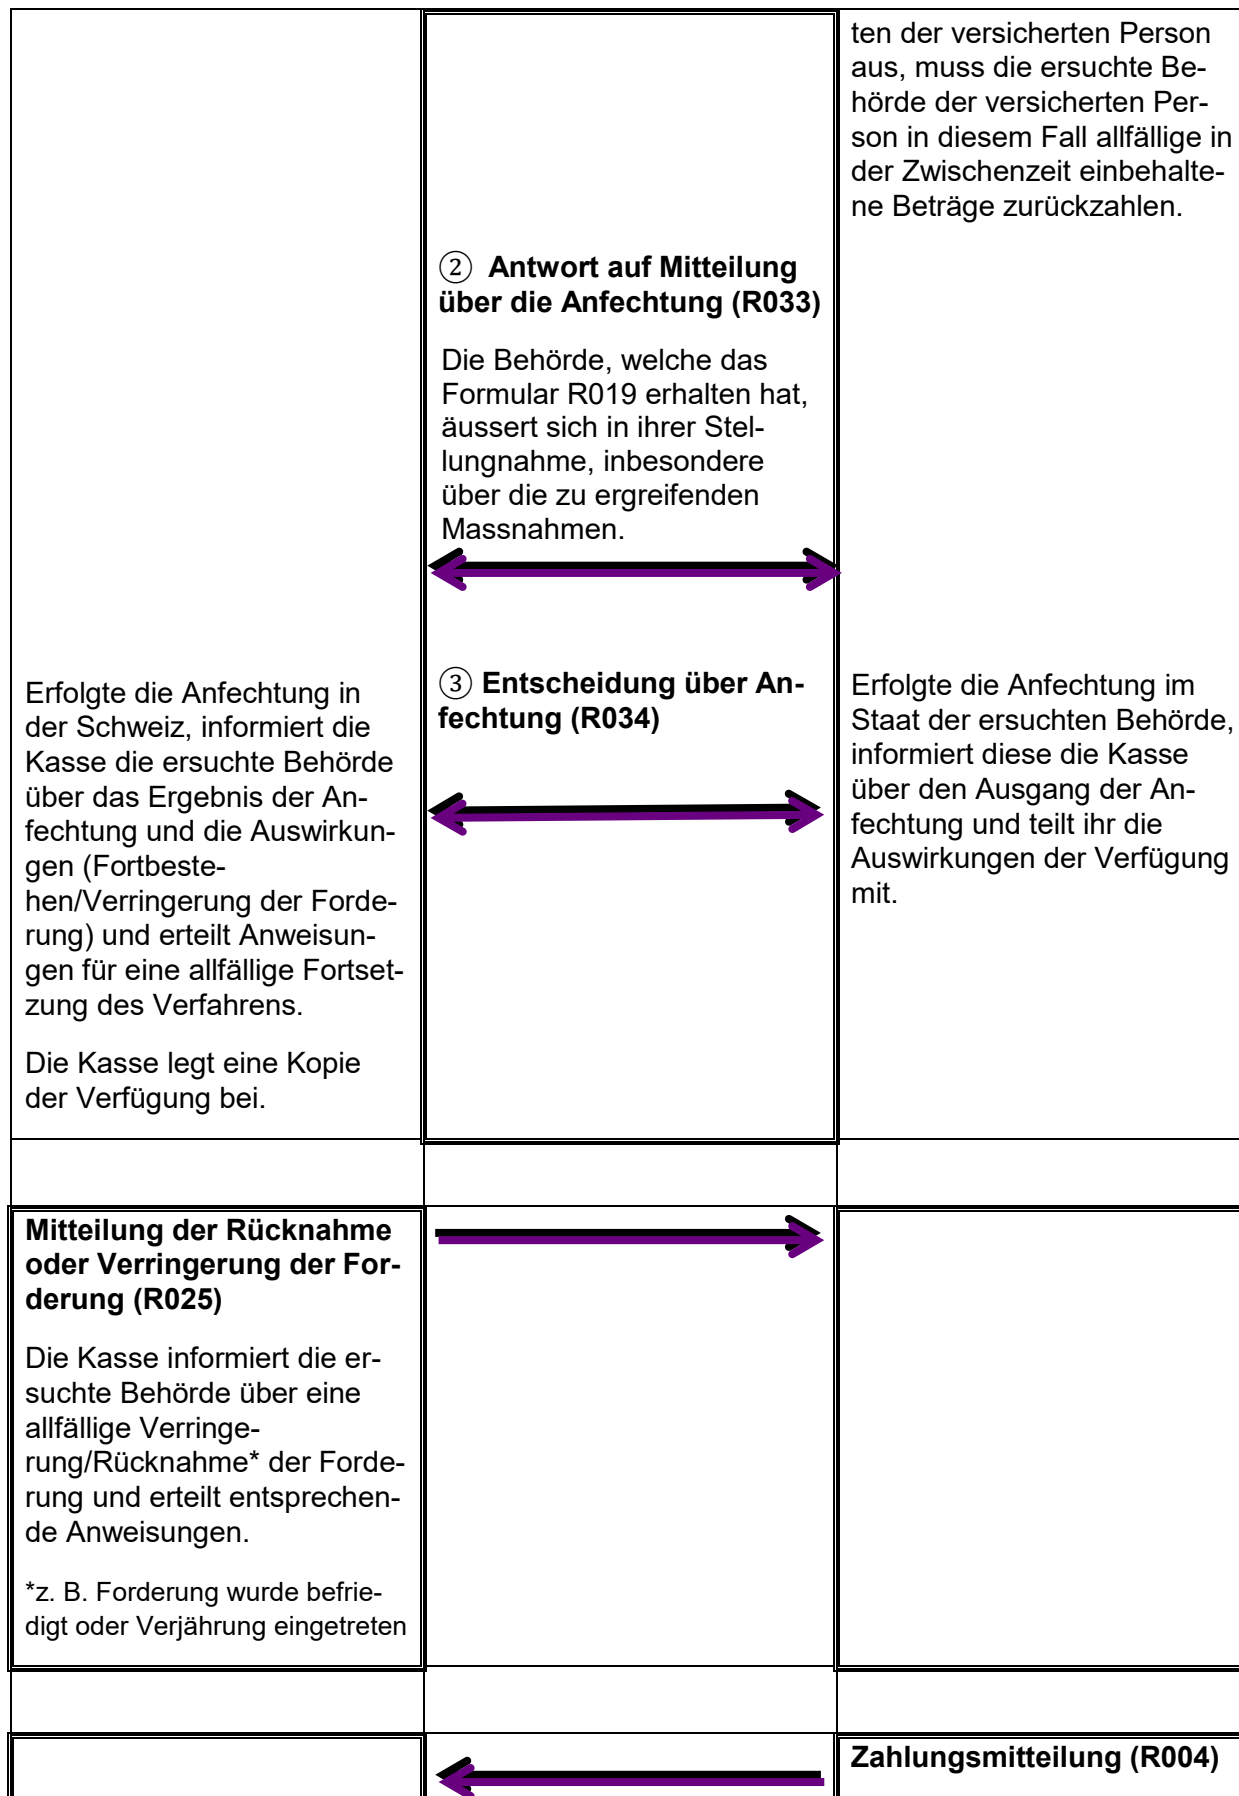 ten der versicherten Person
aus, muss die ersuchte Be-
hörde der versicherten Per-
son in diesem Fall allfällige in
der Zwischenzeit einbehalte-
ne Beträge zurückzahlen.
② Antwort auf Mitteilung
über die Anfechtung (R033)
Die Behörde, welche das
Formular R019 erhalten hat,
äussert sich in ihrer Stel-
lungnahme, inbesondere
über die zu ergreifenden
Massnahmen.
Erfolgte die Anfechtung in
der Schweiz, informiert die
Kasse die ersuchte Behörde
über das Ergebnis der An-
fechtung und die Auswirkun-
gen (Fortbeste-
hen/Verringerung der Forde-
rung) und erteilt Anweisun-
gen für eine allfällige Fortset-
zung des Verfahrens.
Die Kasse legt eine Kopie
der Verfügung bei.
③ Entscheidung über An-
fechtung (R034)
Erfolgte die Anfechtung im
Staat der ersuchten Behörde,
informiert diese die Kasse
über den Ausgang der An-
fechtung und teilt ihr die
Auswirkungen der Verfügung
mit.
Mitteilung der Rücknahme
oder Verringerung der For-
derung (R025)
Die Kasse informiert die er-
suchte Behörde über eine
allfällige Verringe-
rung/Rücknahme* der Forde-
rung und erteilt entsprechen-
de Anweisungen.
*z. B. Forderung wurde befrie-
digt oder Verjährung eingetreten
Zahlungsmitteilung (R004)